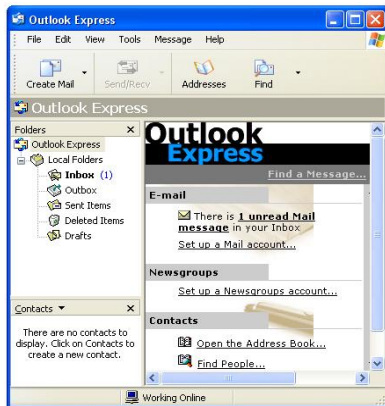 Outlook Express
File Edit View Tools Message Help
Create Mail Send/Recv Addresses Find
Outlook Express
Folders
Outlook Express
Local Folders
Inbox (1)
Outbox
Sent Items
Deleted Items
Drafts
Contacts
There are no contacts to
display. Click on Contacts to
create a new contact.
Outlook
Express
Find a Message...
E-mail
There is 1 unread Mail
message in your Inbox
Set up a Mail account...
Newsgroups
Set up a Newsgroups account...
Contacts
Open the Address Book...
Find People...
Working Online